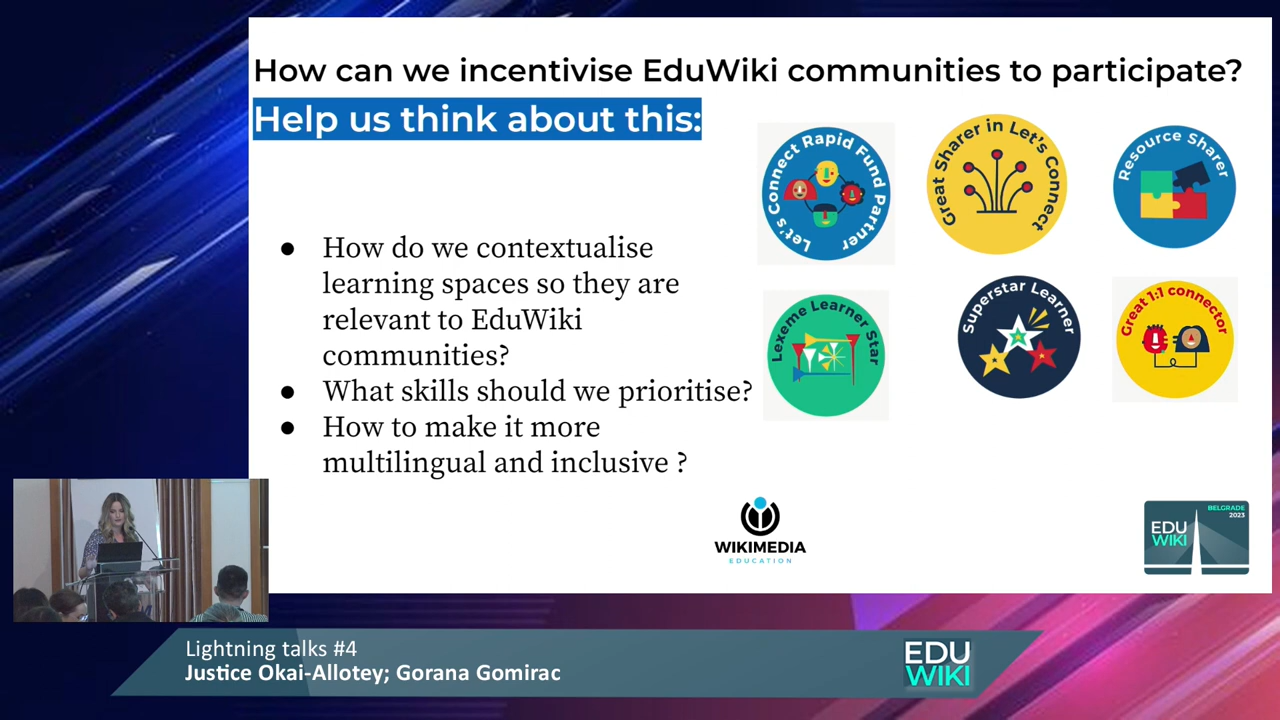 How can we incentivise EduWiki communities to participate?
Help us think about this:
Let's Connect Rapid Fund Partner
Great Sharer in Let's Connect
Resource Sharer
● How do we contextualise
learning spaces so they are
relevant to EduWiki
communities?
● What skills should we prioritise?
● How to make it more
multilingual and inclusive ?
Lexeme Learner Star
Superstar Learner
Great 1:1 connector
WIKIMEDIA
EDUCATION
BELGRADE
2023
EDU
WIKI
Lightning talks #4
Justice Okai-Allotey; Gorana Gomirac
EDU
WIKI